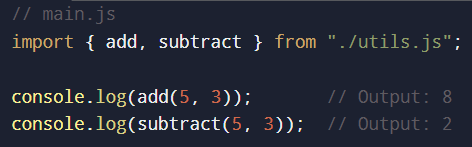 // main.js
import { add, subtract } from "./utils.js";
console.log(add(5, 3));        // Output: 8
console.log(subtract(5, 3));  // Output: 2